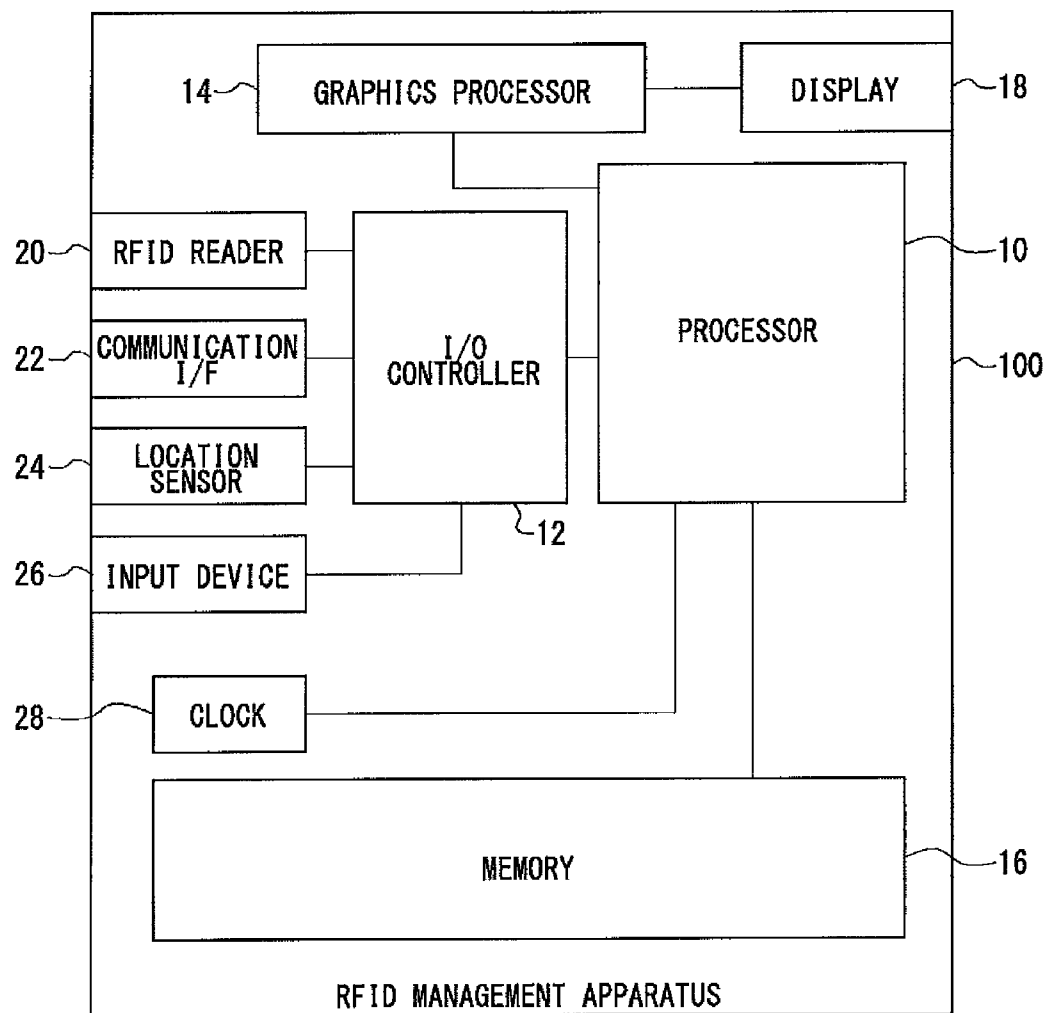 14
GRAPHICS PROCESSOR
DISPLAY
18
20
RFID READER
10
PROCESSOR
22
COMMUNICATION
I/F
I/O
CONTROLLER
100
24
LOCATION
SENSOR
12
26
INPUT DEVICE
28
CLOCK
MEMORY
16
RFID MANAGEMENT APPARATUS